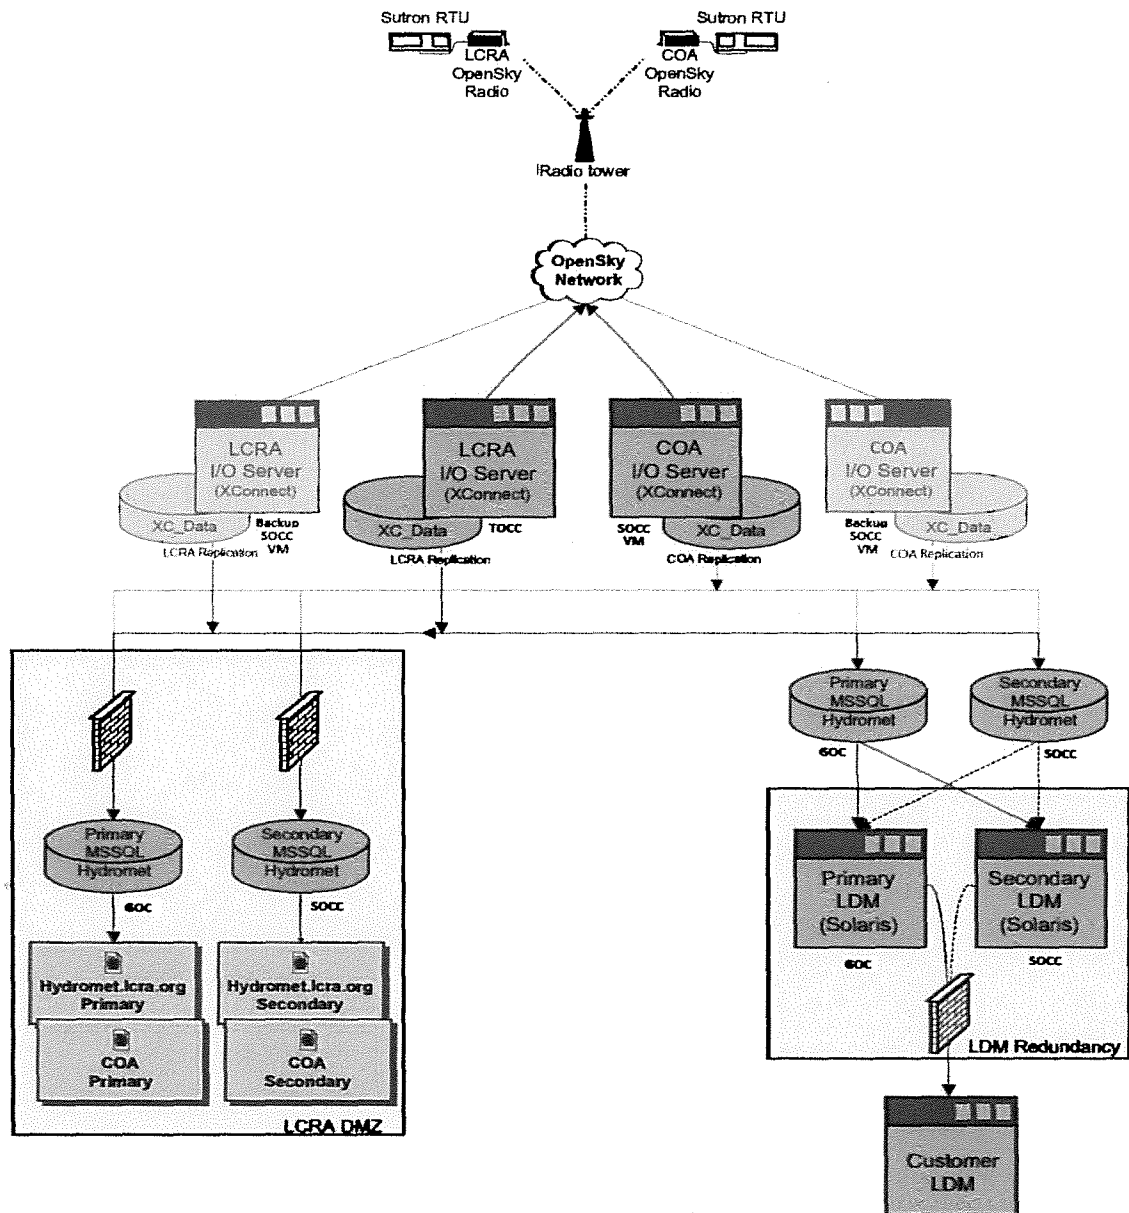 Sutron RTU
Sutron RTU
LCRA
OpenSky
Radio
COA
OpenSky
Radio
Radio tower
OpenSky
Network
LCRA
I/O Server
(XConnect)
XC_Data
Backup
SOCC
VM
LCRA Replication
LCRA
I/O Server
(XConnect)
XC_Data
TOCC
LCRA Replication
COA
I/O Server
(XConnect)
XC_Data
SOCC
VM
COA Replication
COA
I/O Server
(XConnect)
XC_Data
Backup
SOCC
VM
COA Replication
Primary
MSSQL
Hydromet
GOC
Secondary
MSSQL
Hydromet
SOCC
Primary
MSSQL
Hydromet
GOC
Secondary
MSSQL
Hydromet
SOCC
Primary
LDM
(Solaris)
GOC
Secondary
LDM
(Solaris)
SOCC
Hydromet.lcra.org
Primary
Hydromet.lcra.org
Secondary
COA
Primary
COA
Secondary
LCRA DMZ
LDM Redundancy
Customer
LDM